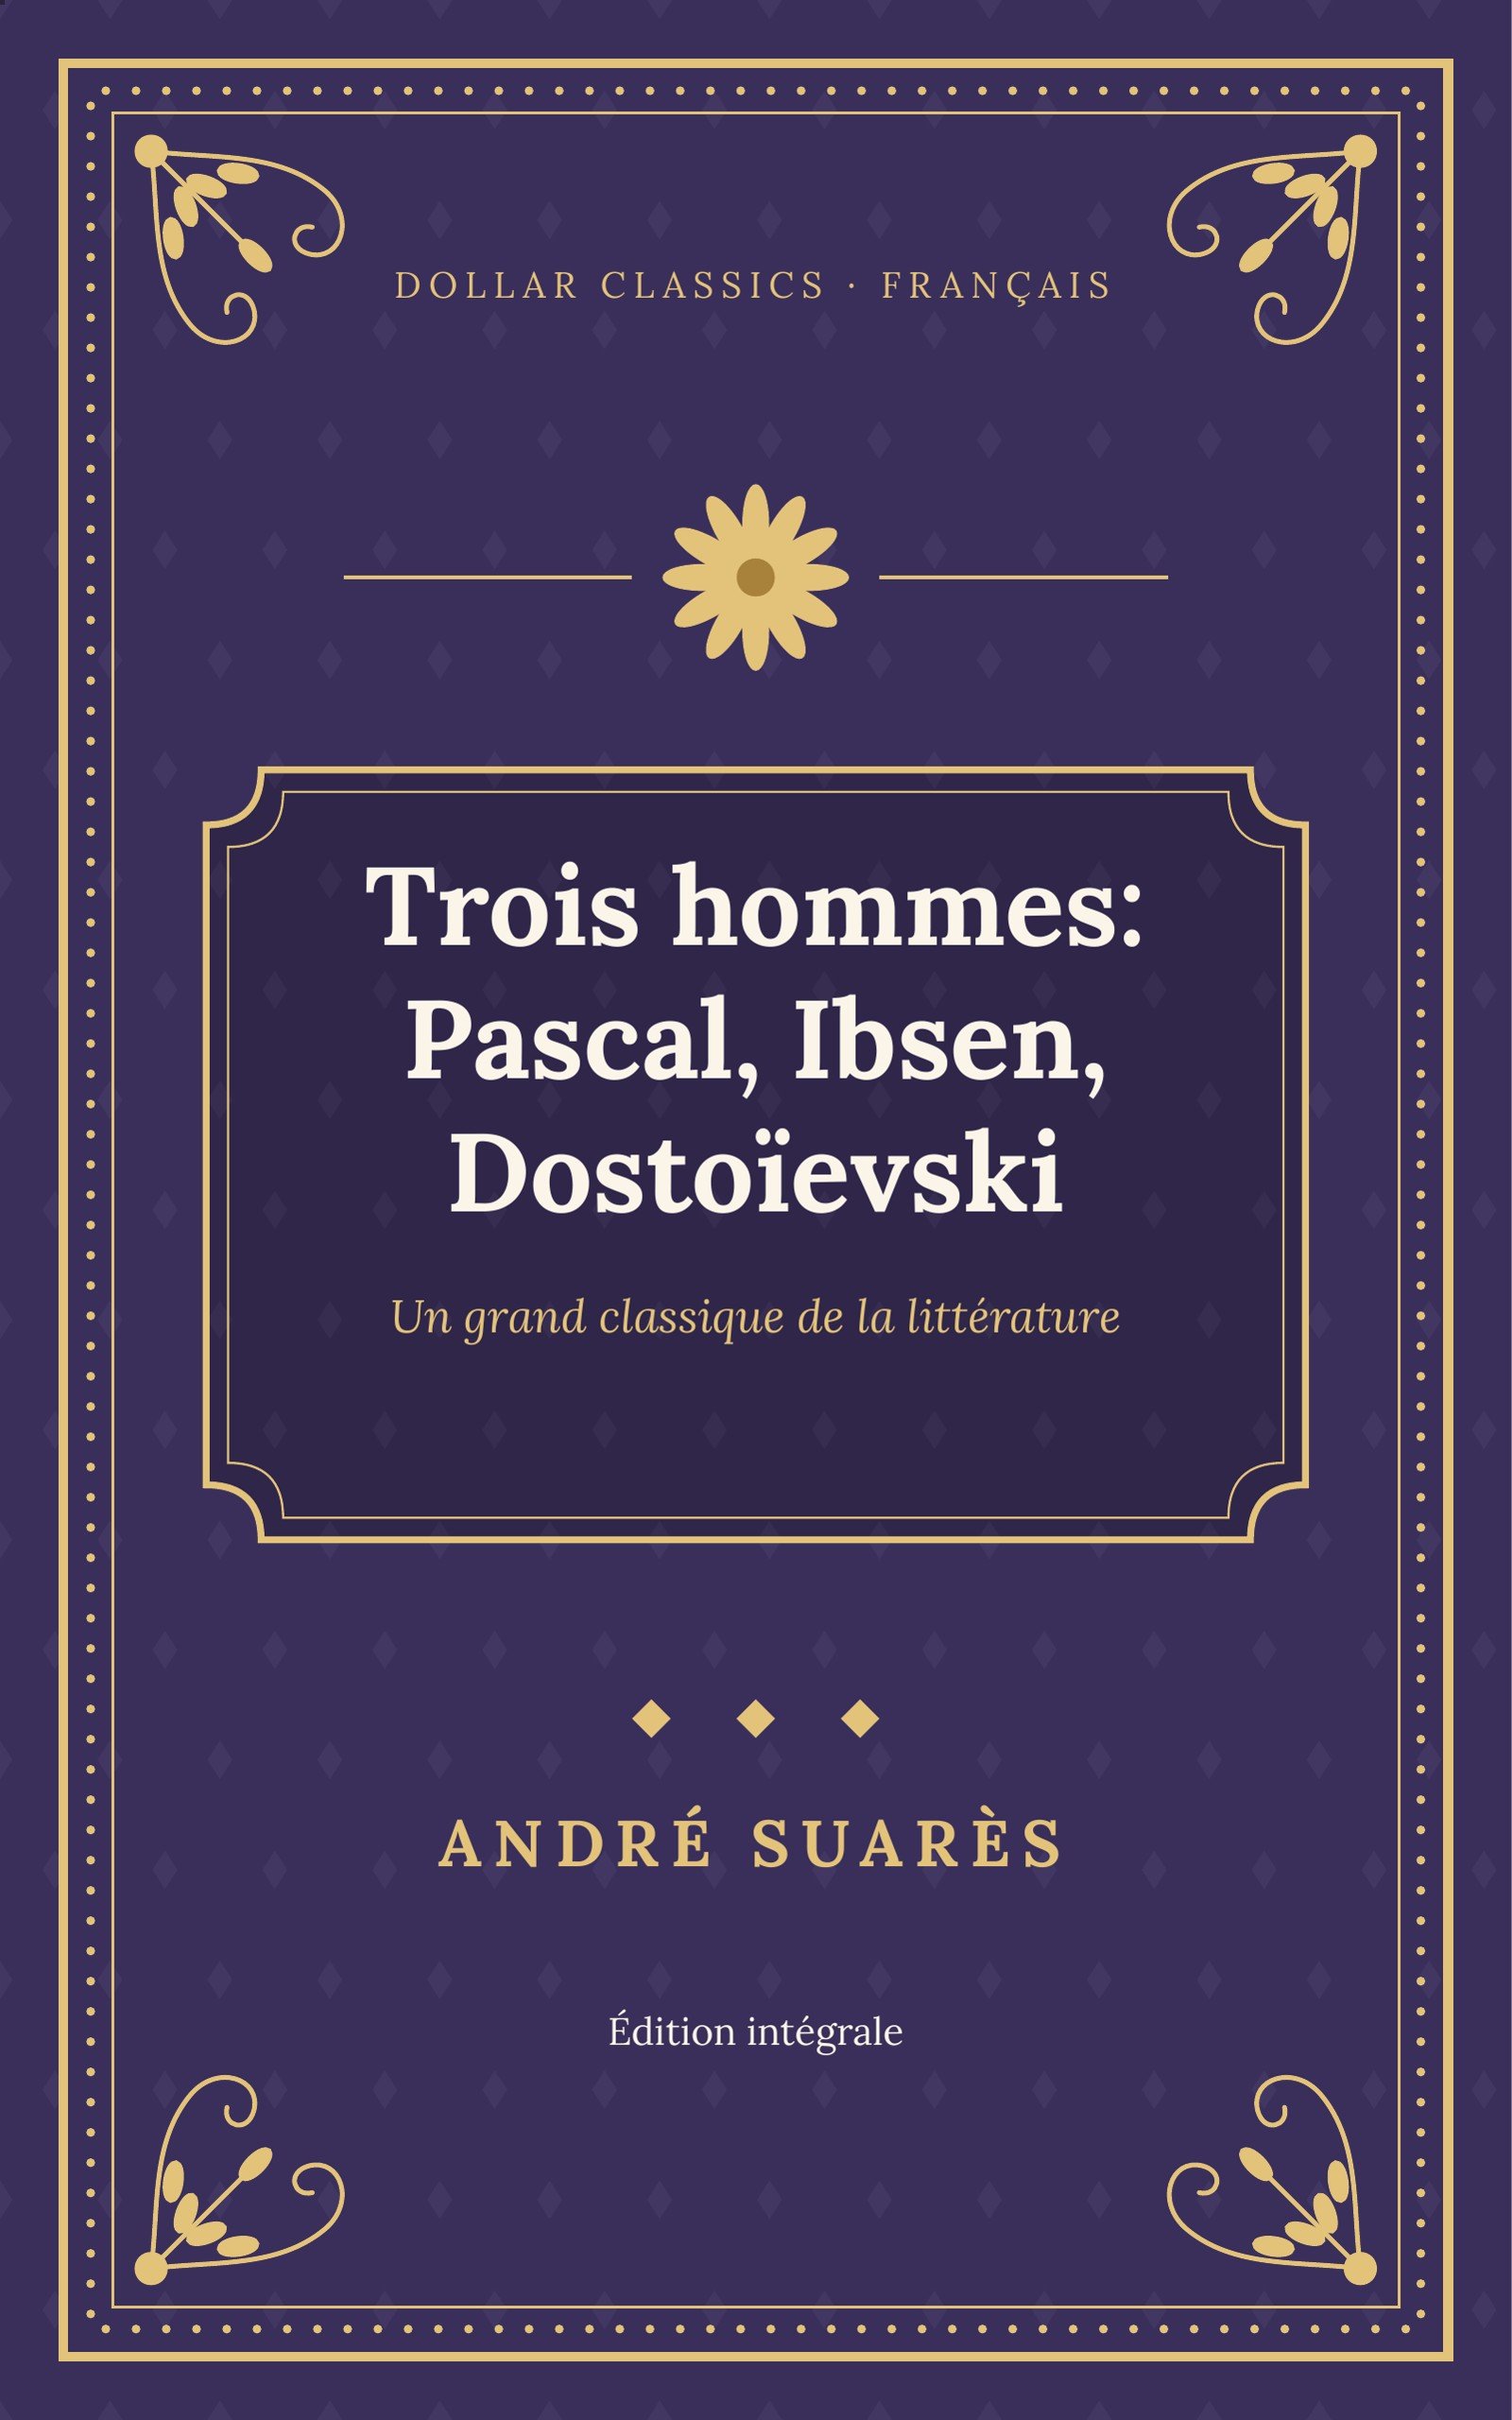 DOLLAR CLASSICS · FRANÇAIS
Trois hommes:
Pascal, Ibsen,
Dostoïevski
Un grand classique de la littérature
ANDRÉ SUARÈS
Édition intégrale